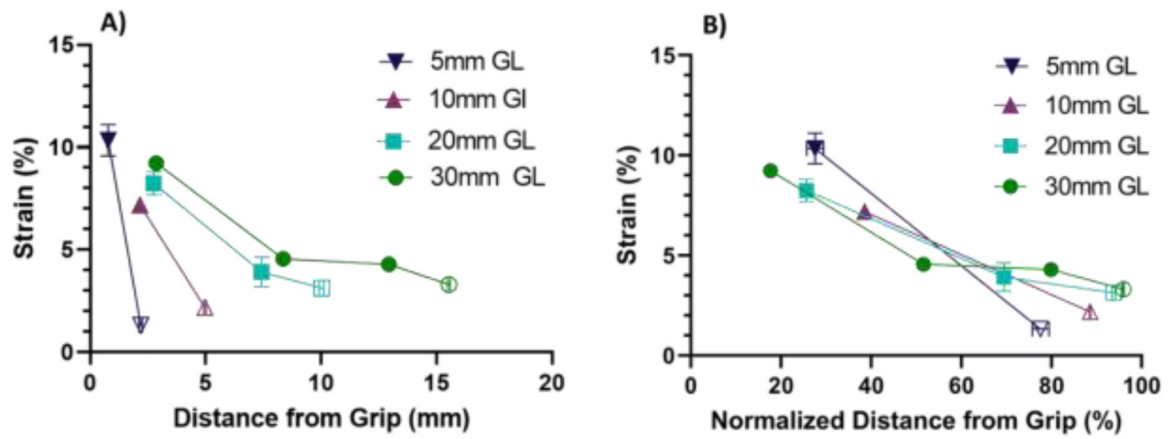 A)
15
10
5
0
Strain (%)
5mm GL
10mm Gl
20mm GL
30mm GL
0 5 10 15 20
Distance from Grip (mm)
B)
15
10
5
0
Strain (%)
5mm GL
10mm GL
20mm GL
30mm GL
0 20 40 60 80 100
Normalized Distance from Grip (%)